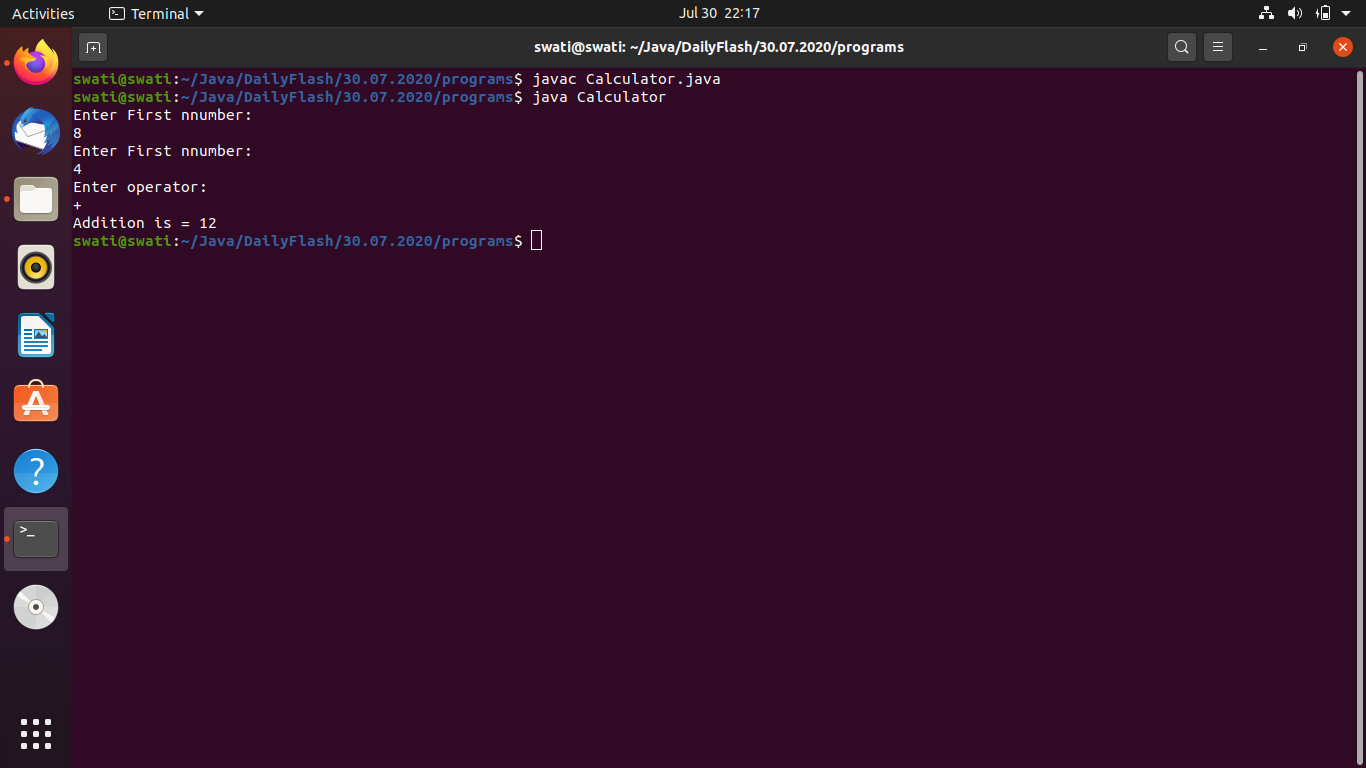 Activities
Terminal
Jul 30 22:17
swati@swati: ~/Java/DailyFlash/30.07.2020/programs
swati@swati:~/Java/DailyFlash/30.07.2020/programs$ javac Calculator.java
swati@swati:~/Java/DailyFlash/30.07.2020/programs$ java Calculator
Enter First nnumber:
8
Enter First nnumber:
4
Enter operator:
+
Addition is = 12
swati@swati:~/Java/DailyFlash/30.07.2020/programs$